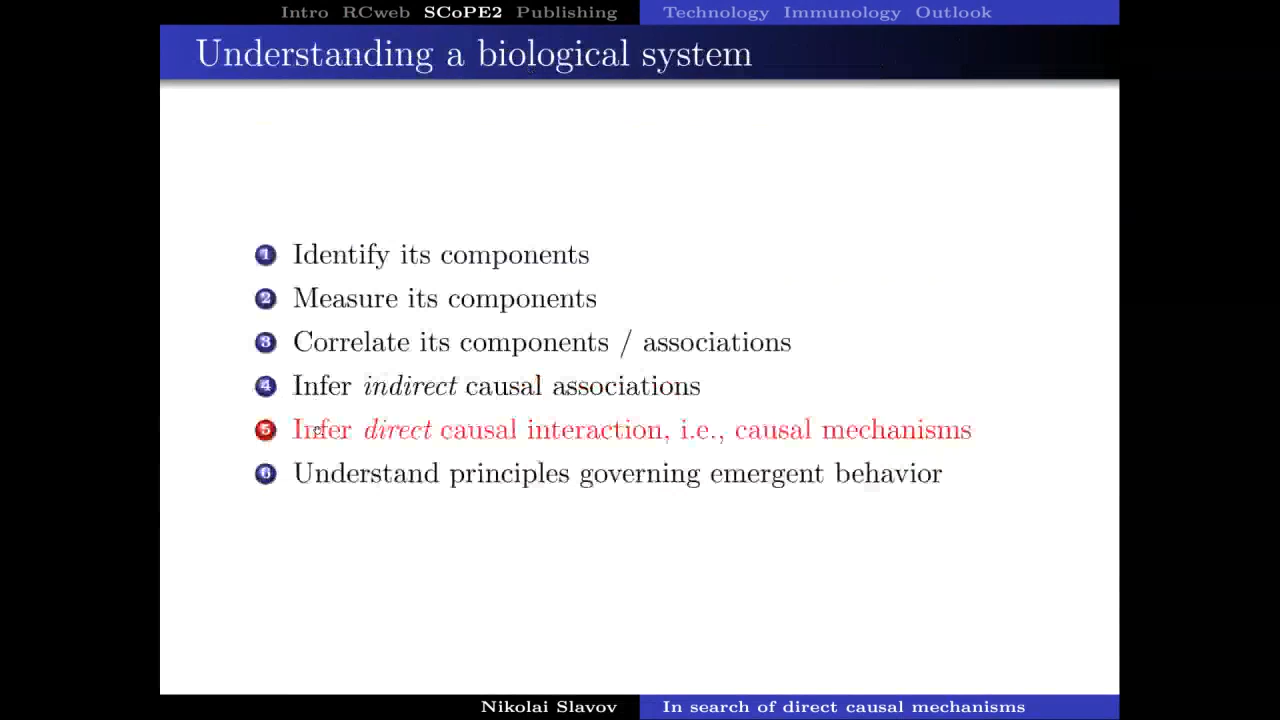 Intro RCweb SCoPE2 Publishing Technology Immunology Outlook
Understanding a biological system
1 Identify its components
2 Measure its components
3 Correlate its components / associations
4 Infer indirect causal associations
5 Infer direct causal interaction, i.e., causal mechanisms
6 Understand principles governing emergent behavior
Nikolai Slavov In search of direct causal mechanisms